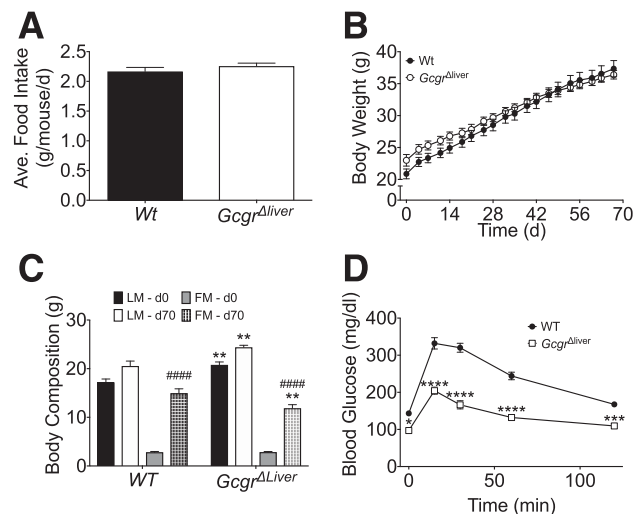 A
Ave. Food Intake
(g/mouse/d)
2.5
2.0
1.5
1.0
0.5
0.0
Wt
GcgrΔliver
B
Body Weight (g)
40
35
30
25
20
0
Wt
GcgrΔliver
0 14 28 42 56 70
Time (d)
C
Body Composition (g)
LM - d0 FM - d0
LM - d70 FM - d70
30
20
10
0
####
**
**
####
**
WT
GcgrΔLiver
D
Blood Glucose (mg/dl)
400
300
200
100
0
WT
GcgrΔliver
*
****
****
****
***
0 50 100
Time (min)